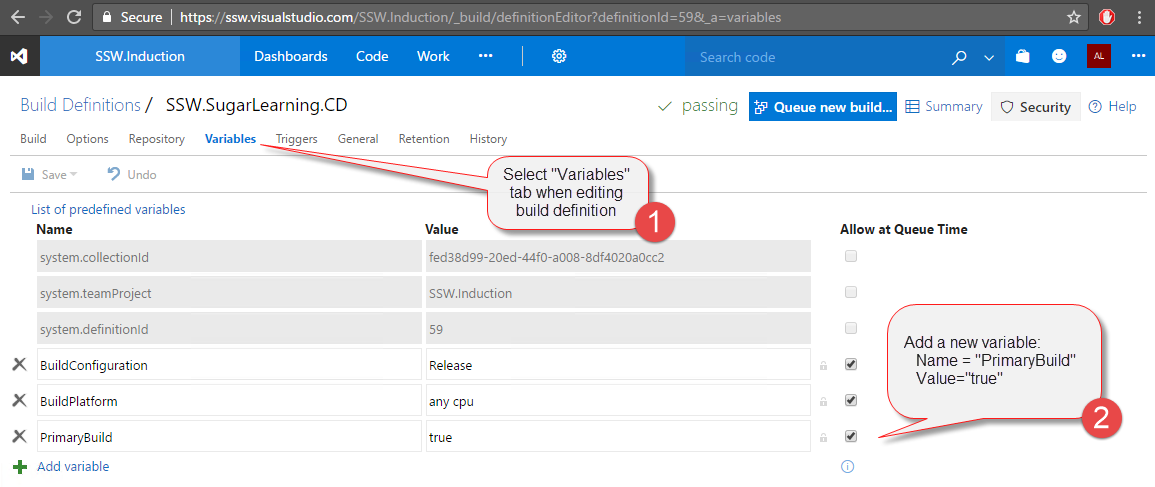 Secure https://ssw.visualstudio.com/SSW.Induction/_build/definitionEditor?definitionId=59&_a=variables
SSW.Induction Dashboards Code Work ••• Search code AL •••
Build Definitions / SSW.SugarLearning.CD passing Queue new build... Summary Security Help
Build Options Repository Variables Triggers General Retention History
Save Undo
Select "Variables"
tab when editing
build definition
1
List of predefined variables
Name Value Allow at Queue Time
system.collectionId fed38d99-20ed-44f0-a008-8df4020a0cc2
system.teamProject SSW.Induction
system.definitionId 59
BuildConfiguration Release
BuildPlatform any cpu
PrimaryBuild true
Add variable
Add a new variable:
Name = "PrimaryBuild"
Value="true"
2